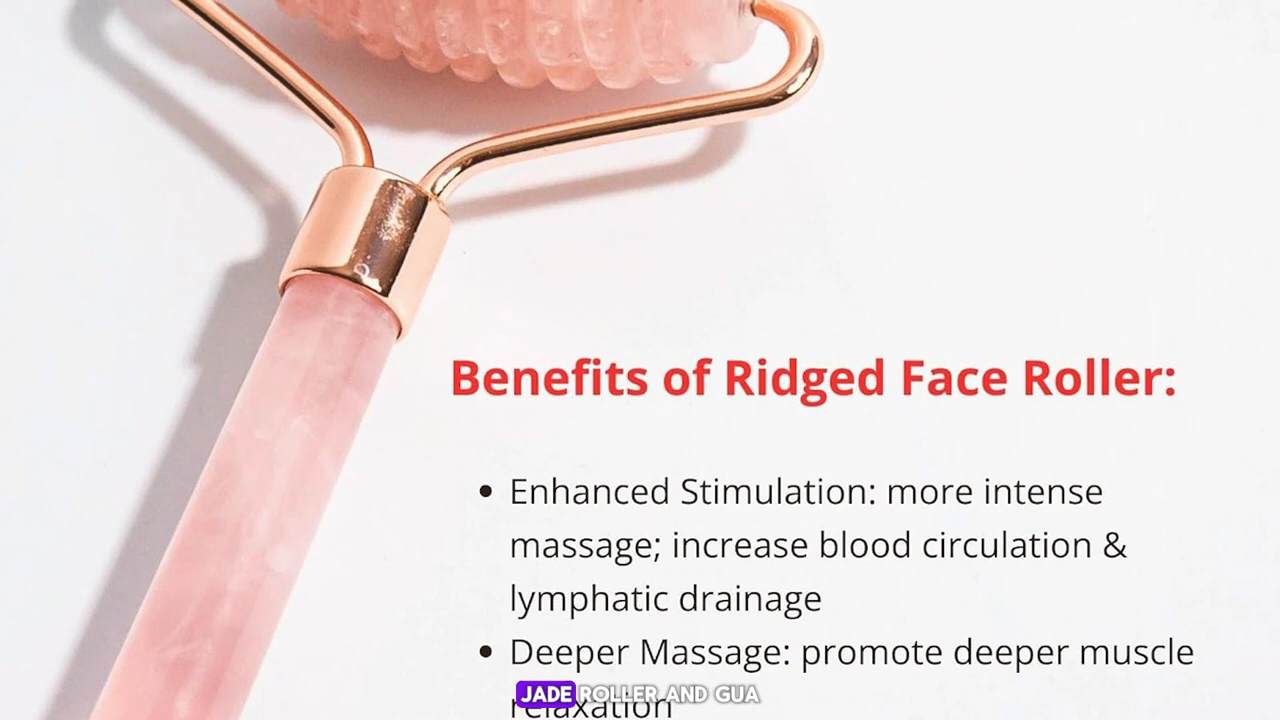 Benefits of Ridged Face Roller:
• Enhanced Stimulation: more intense
massage; increase blood circulation &
lymphatic drainage
• Deeper Massage: promote deeper muscle
relaxation
JADE ROLLER AND GUA